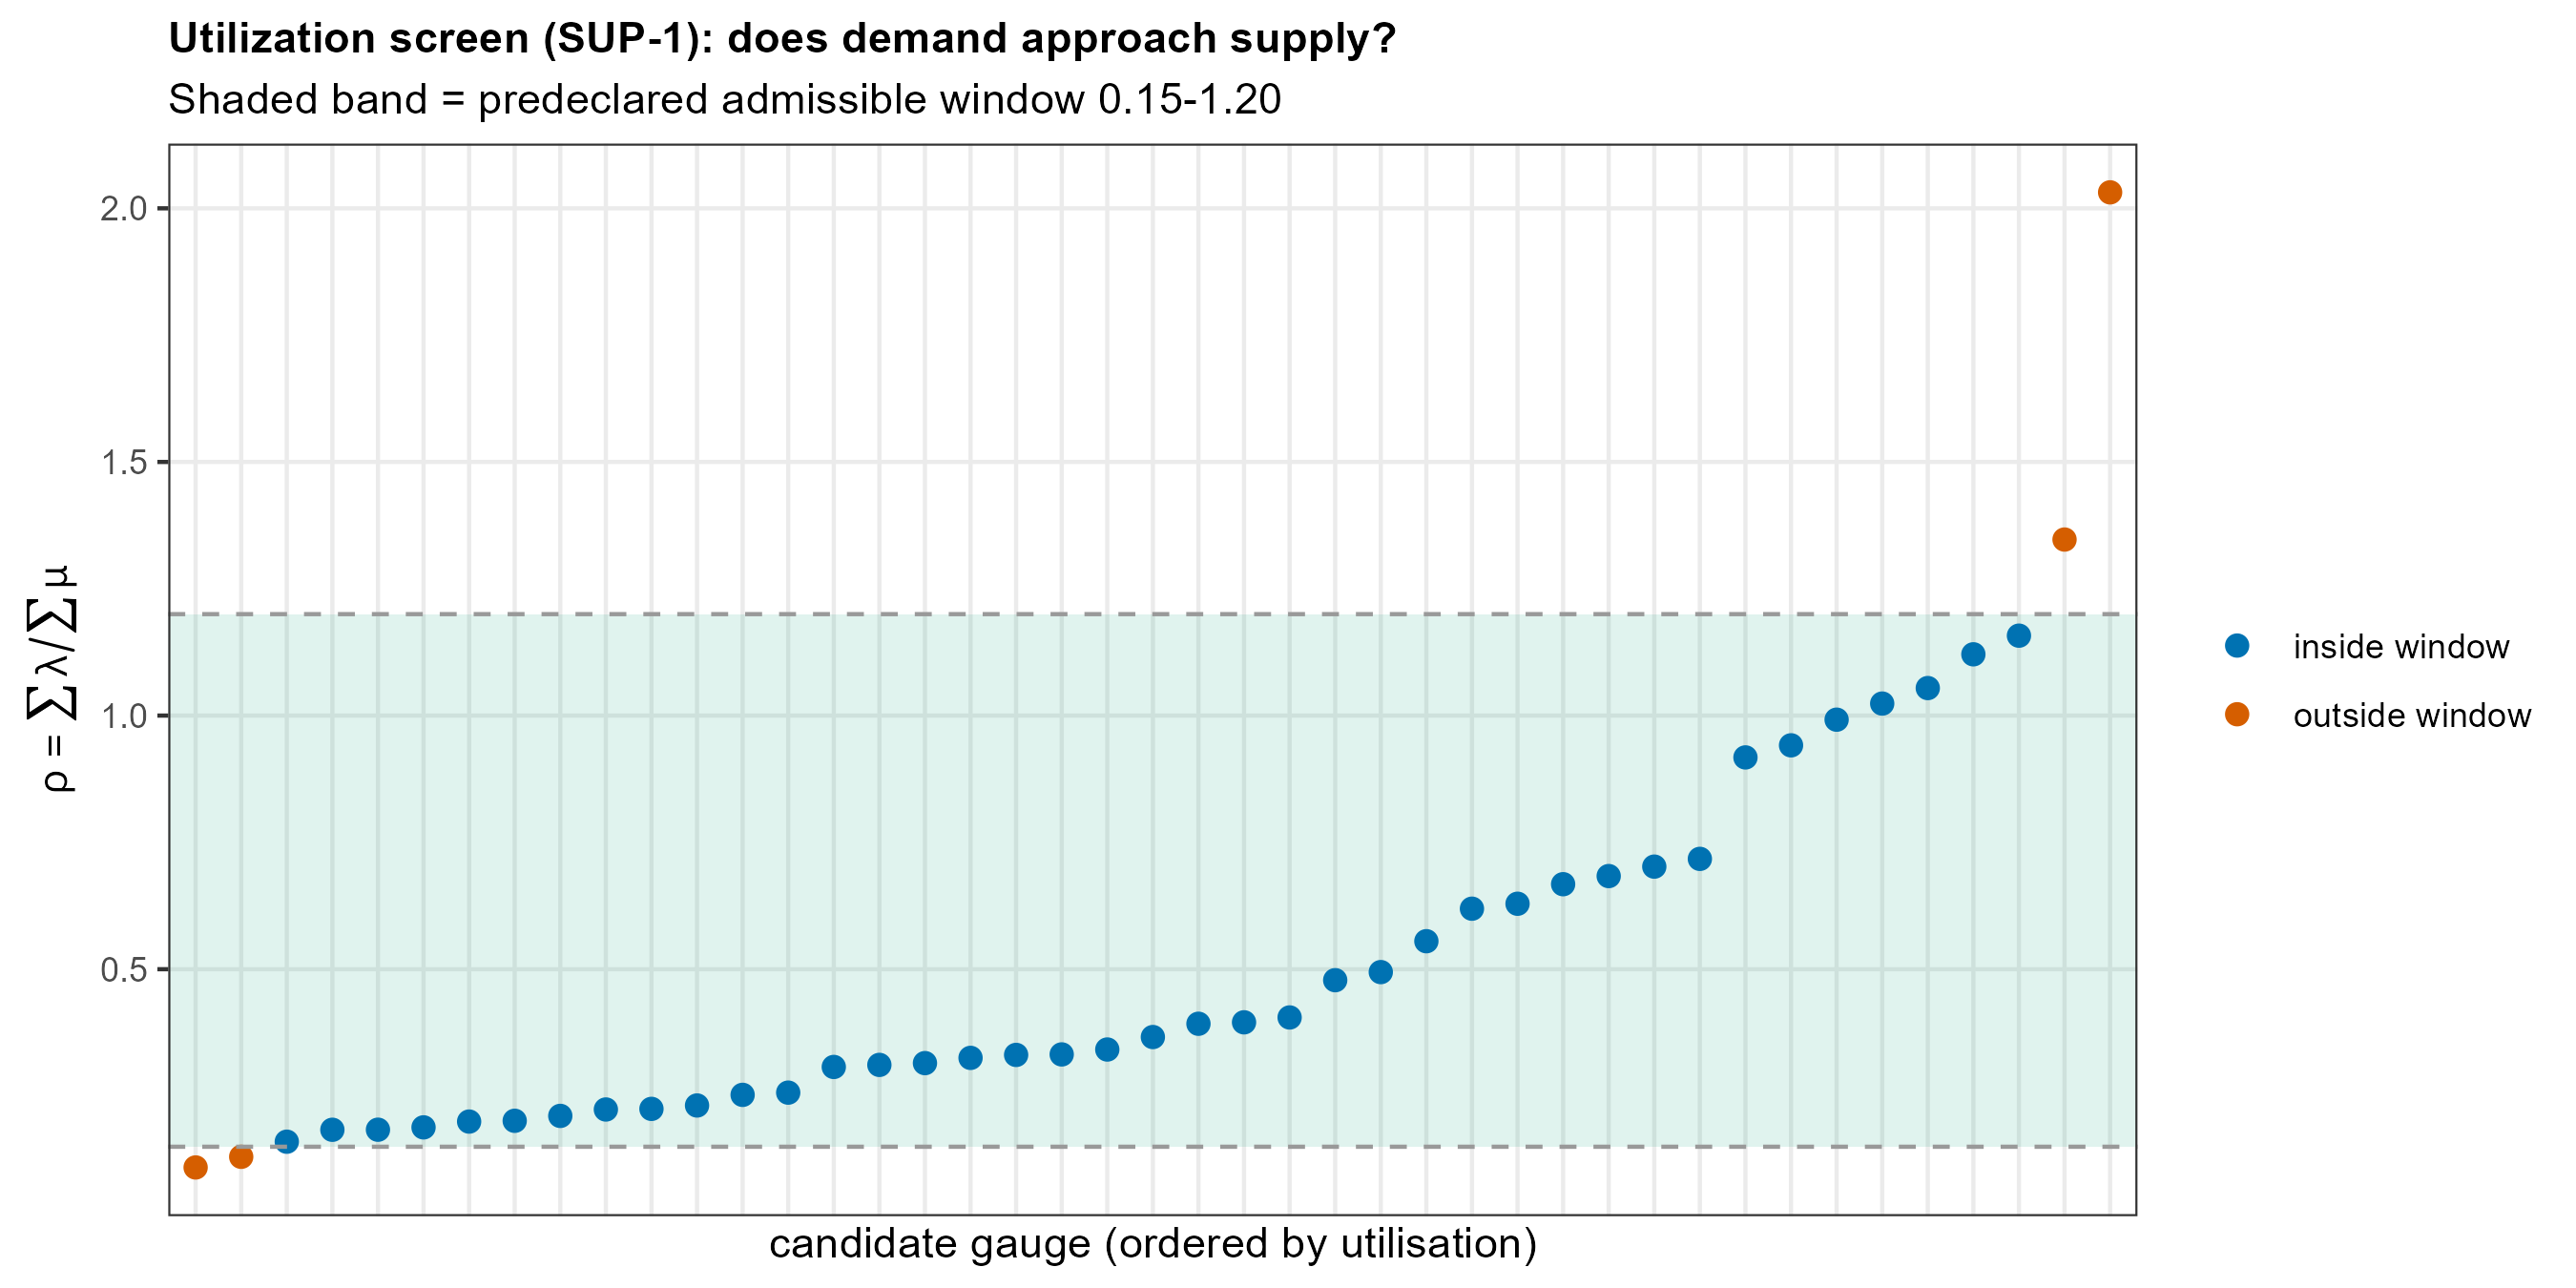 Utilization screen (SUP-1): does demand approach supply?
Shaded band = predeclared admissible window 0.15-1.20
ρ = ∑λ/∑μ
2.0
1.5
1.0
0.5
candidate gauge (ordered by utilisation)
inside window
outside window